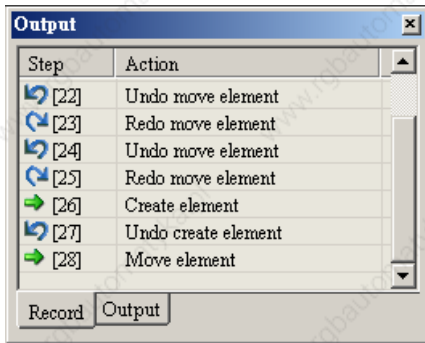 Output
Step Action
[22] Undo move element
[23] Redo move element
[24] Undo move element
[25] Redo move element
[26] Create element
[27] Undo create element
[28] Move element
Record Output